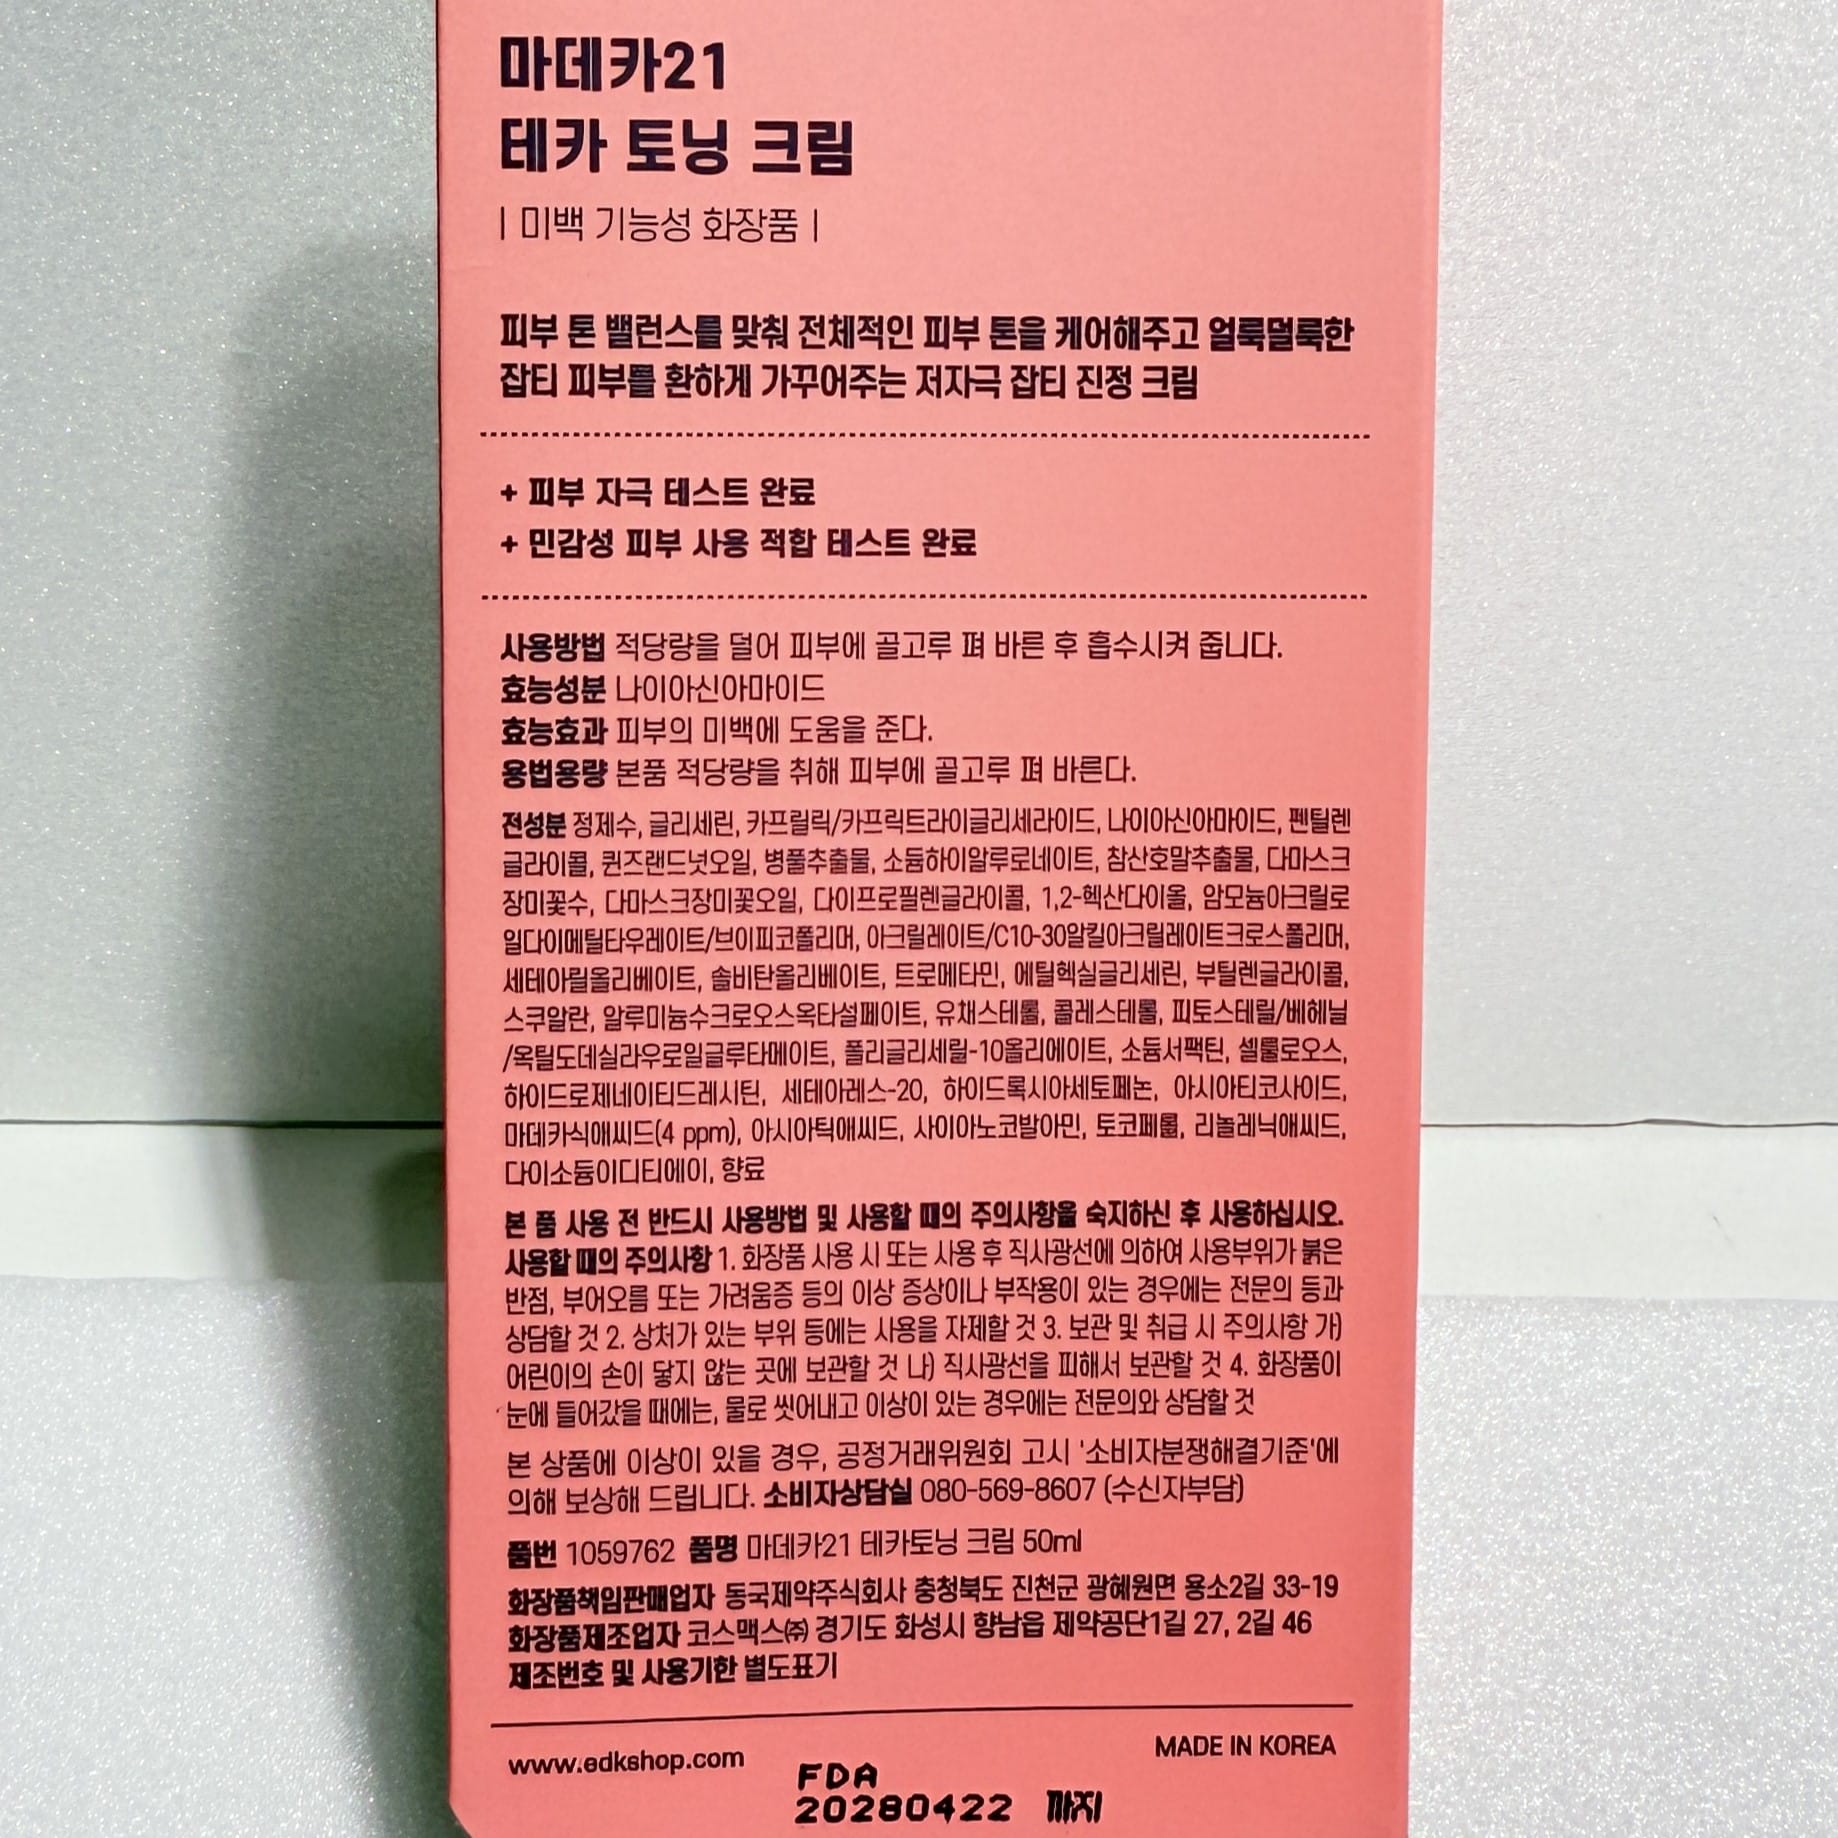 마데카21
테카 토닝 크림
| 미백 기능성 화장품 |
피부 톤 밸런스를 맞춰 전체적인 피부 톤을 케어해주고 얼룩덜룩한
잡티 피부를 환하게 가꾸어주는 저자극 잡티 진정 크림
+ 피부 자극 테스트 완료
+ 민감성 피부 사용 적합 테스트 완료
사용방법 적당량을 덜어 피부에 골고루 펴 바른 후 흡수시켜 줍니다.
효능성분 나이아신아마이드
효능효과 피부의 미백에 도움을 준다.
용법용량 본품 적당량을 취해 피부에 골고루 펴 바른다.
전성분 정제수, 글리세린, 카프릴릭/카프릭트라이글리세라이드, 나이아신아마이드, 펜틸렌
글라이콜, 퀸즈랜드넛오일, 병풀추출물, 소듐하이알루로네이트, 참산호말추출물, 다마스크
장미꽃수, 다마스크장미꽃오일, 다이프로필렌글라이콜, 1,2-헥산다이올, 암모늄아크릴로
일다이메틸타우레이트/브이피코폴리머, 아크릴레이트/C10-30알킬아크릴레이트크로스폴리머,
세테아릴올리베이트, 솔비탄올리베이트, 트로메타민, 에틸헥실글리세린, 부틸렌글라이콜,
스쿠알란, 알루미늄수크로오스옥타설페이트, 유채스테롤, 콜레스테롤, 피토스테릴/베헤닐
/옥틸도데실라우로일글루타메이트, 폴리글리세릴-10올리에이트, 소듐서팩틴, 셀룰로오스,
하이드로제네이티드레시틴, 세테아레스-20, 하이드록시아세토페논, 아시아티코사이드,
마데카식애씨드(4 ppm), 아시아틱애씨드, 사이아노코발아민, 토코페롤, 리놀레닉애씨드,
다이소듐이디티에이, 향료
본 품 사용 전 반드시 사용방법 및 사용할 때의 주의사항을 숙지하신 후 사용하십시오.
사용할 때의 주의사항 1. 화장품 사용 시 또는 사용 후 직사광선에 의하여 사용부위가 붉은
반점, 부어오름 또는 가려움증 등의 이상 증상이나 부작용이 있는 경우에는 전문의 등과
상담할 것 2. 상처가 있는 부위 등에는 사용을 자제할 것 3. 보관 및 취급 시 주의사항 가)
어린이의 손이 닿지 않는 곳에 보관할 것 나) 직사광선을 피해서 보관할 것 4. 화장품이
눈에 들어갔을 때에는, 물로 씻어내고 이상이 있는 경우에는 전문의와 상담할 것
본 상품에 이상이 있을 경우, 공정거래위원회 고시 '소비자분쟁해결기준'에
의해 보상해 드립니다. 소비자상담실 080-569-8607 (수신자부담)
품번 1059762 품명 마데카21 테카토닝 크림 50ml
화장품책임판매업자 동국제약주식회사 충청북도 진천군 광혜원면 용소2길 33-19
화장품제조업자 코스맥스㈜ 경기도 화성시 향남읍 제약공단1길 27, 2길 46
제조번호 및 사용기한 별도표기
www.edkshop.com
MADE IN KOREA
FDA
20280422 까지